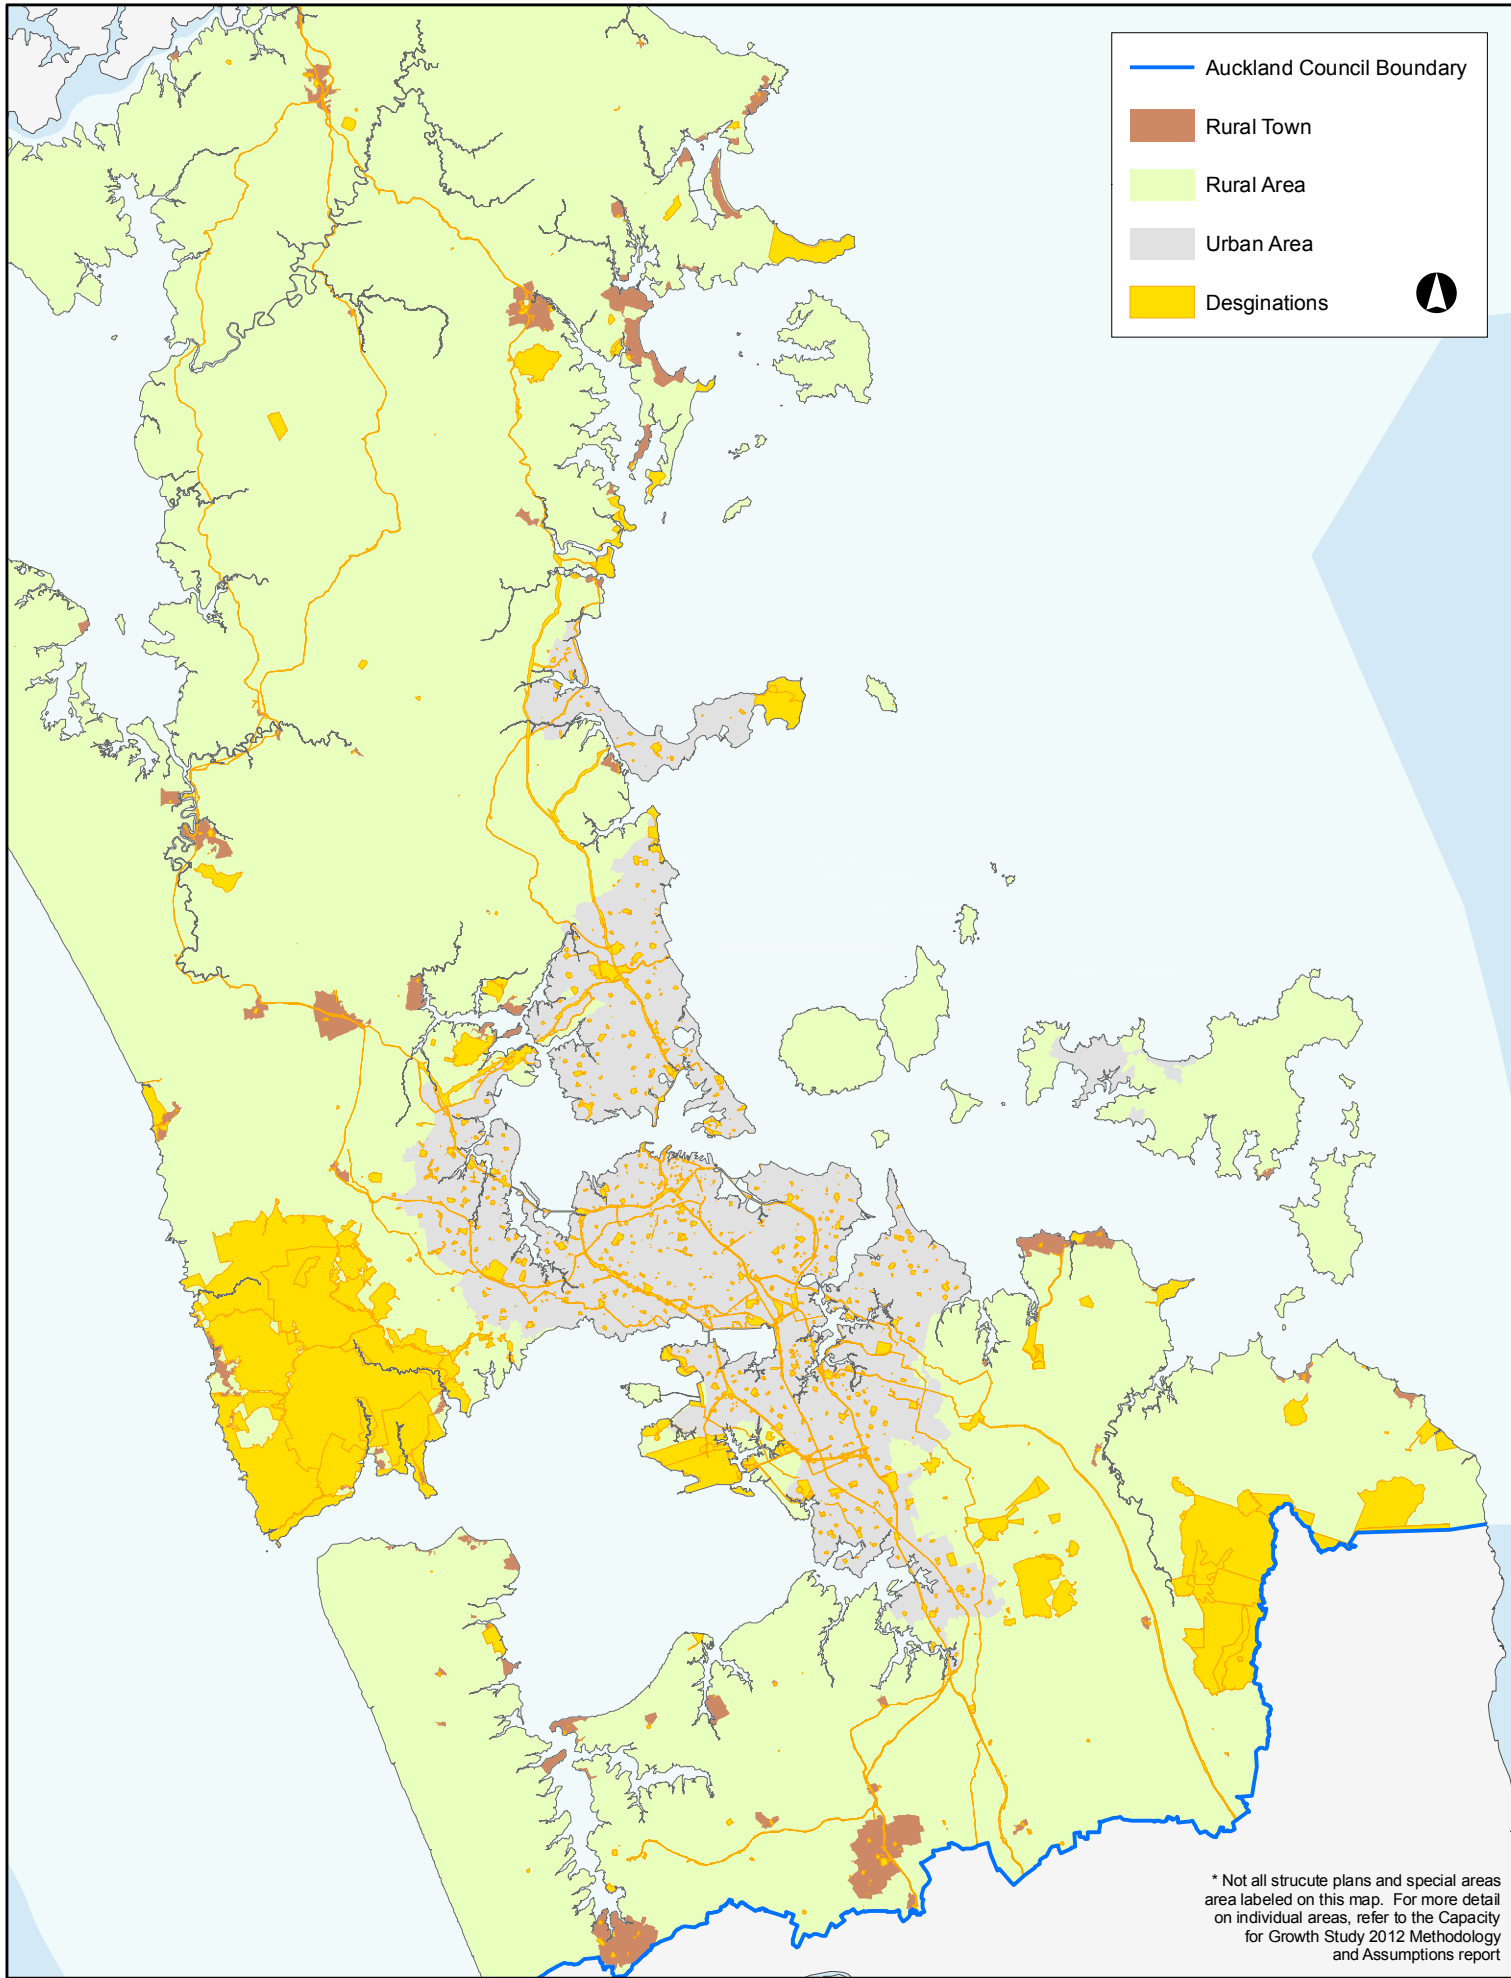 Auckland Council Boundary
Rural Town
Rural Area
Urban Area
Desginations
* Not all strucute plans and special areas
area labeled on this map. For more detail
on individual areas, refer to the Capacity
for Growth Study 2012 Methodology
and Assumptions report